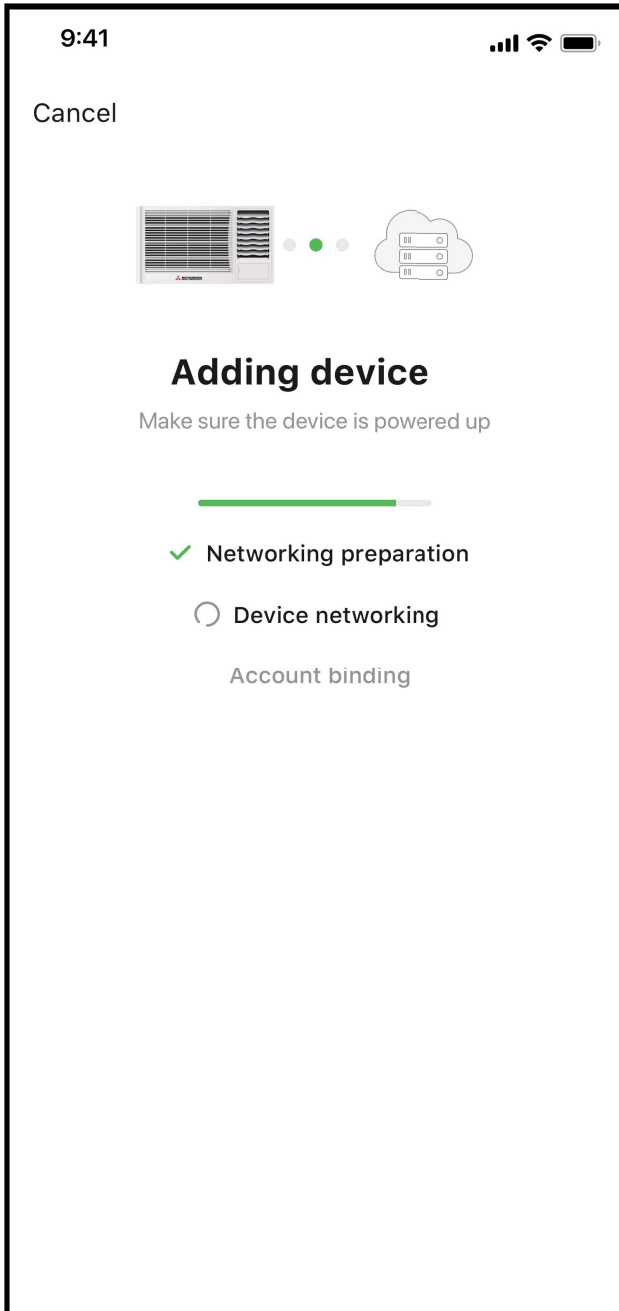 9:41
Cancel
Adding device
Make sure the device is powered up
Networking preparation
Device networking
Account binding